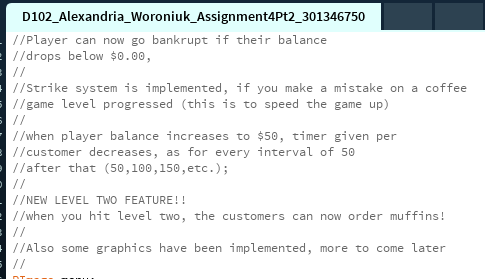 D102_Alexandria_Woroniuk_Assignment4Pt2_301346750
//Player can now go bankrupt if their balance
//drops below $0.00,
//
//Strike system is implemented, if you make a mistake on a coffee
//game level progressed (this is to speed the game up)
//
//when player balance increases to $50, timer given per
//customer decreases, as for every interval of 50
//after that (50,100,150,etc.);
//
//NEW LEVEL TWO FEATURE!!
//when you hit level two, the customers can now order muffins!
//
//Also some graphics have been implemented, more to come later
//